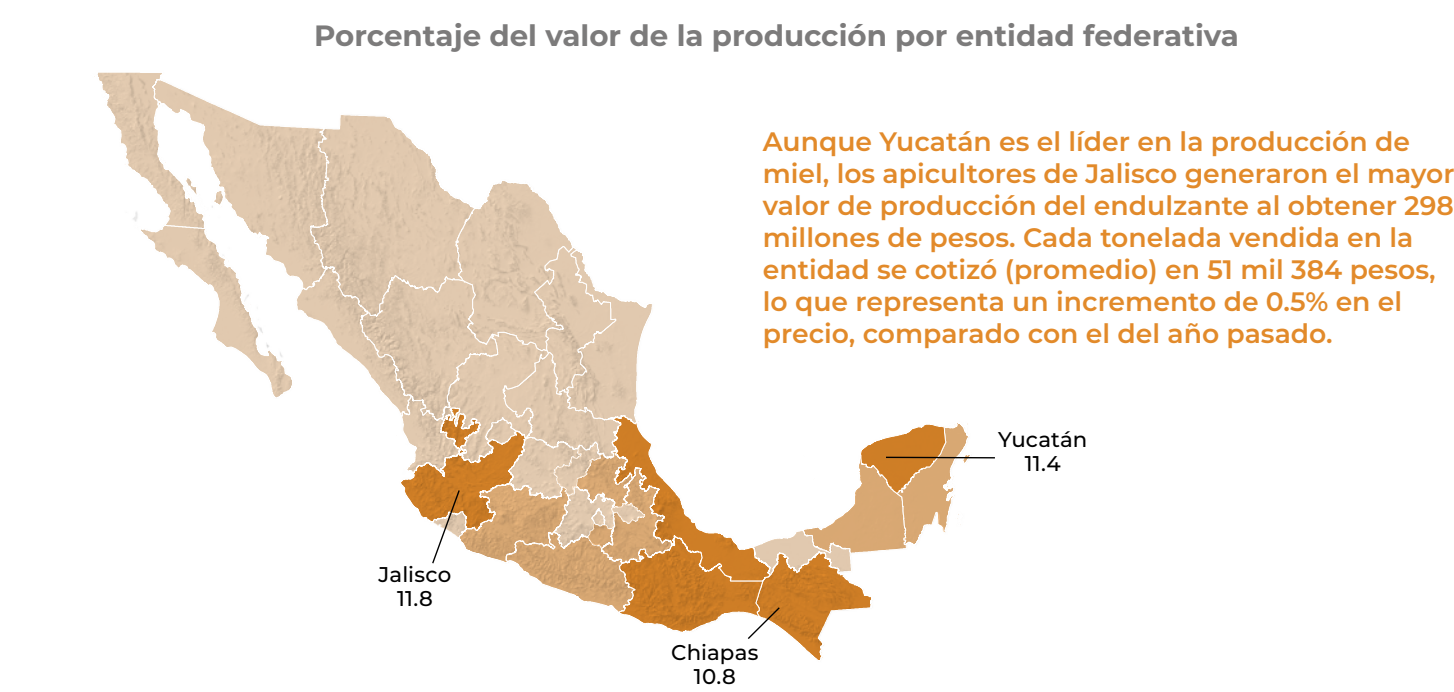 Porcentaje del valor de la producción por entidad federativa
Aunque Yucatán es el líder en la producción de
miel, los apicultores de Jalisco generaron el mayor
valor de producción del endulzante al obtener 298
millones de pesos. Cada tonelada vendida en la
entidad se cotizó (promedio) en 51 mil 384 pesos,
lo que representa un incremento de 0.5% en el
precio, comparado con el del año pasado.
Yucatán
11.4
Jalisco
11.8
Chiapas
10.8